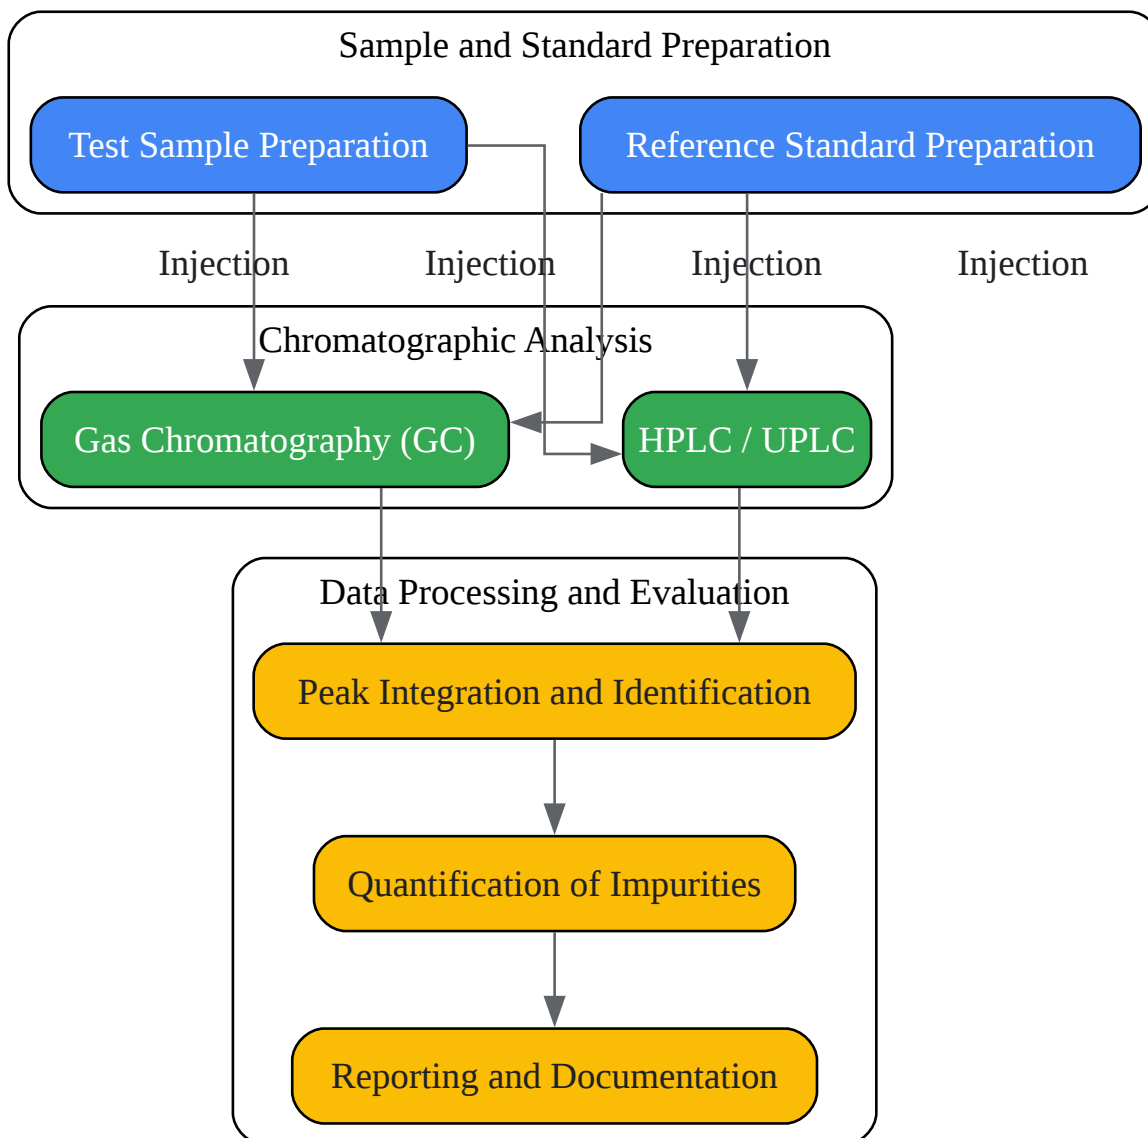 Sample and Standard Preparation
Test Sample Preparation
Reference Standard Preparation
Injection
Injection
Injection
Injection
Chromatographic Analysis
Gas Chromatography (GC)
HPLC / UPLC
Data Processing and Evaluation
Peak Integration and Identification
Quantification of Impurities
Reporting and Documentation